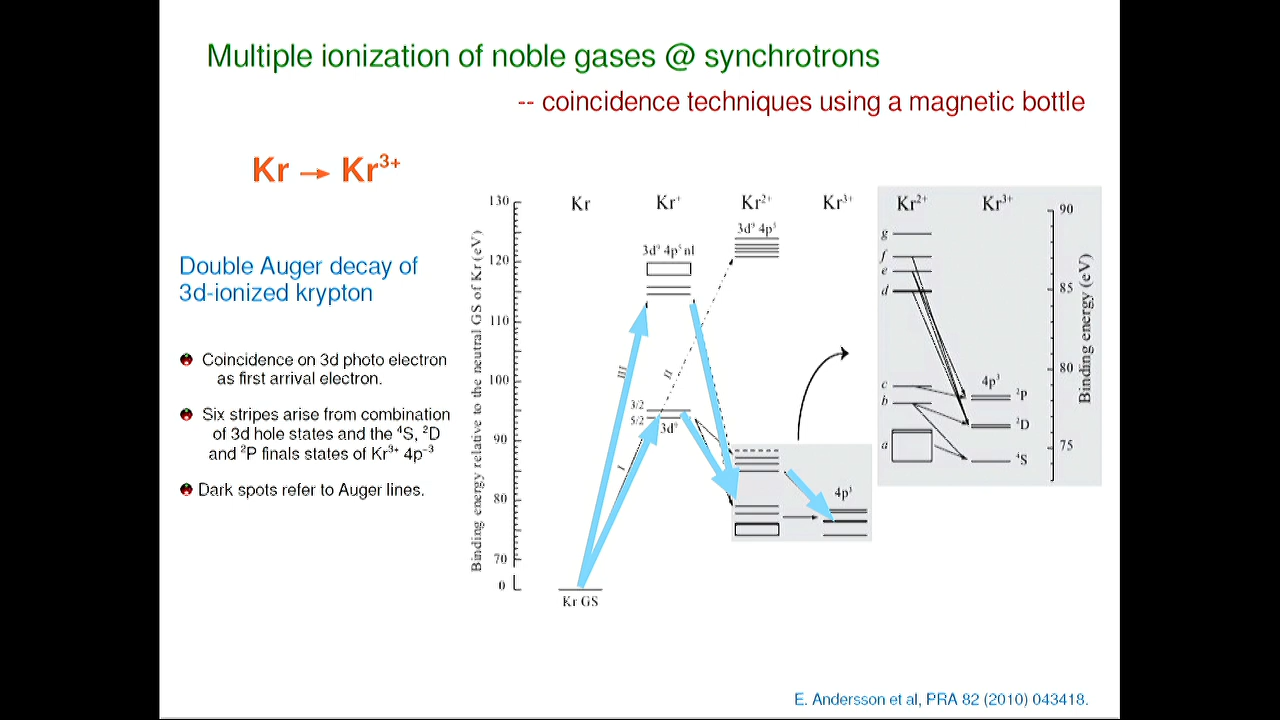 Multiple ionization of noble gases @ synchrotrons
-- coincidence techniques using a magnetic bottle
Kr → Kr³⁺
Double Auger decay of
3d-ionized krypton
Coincidence on 3d photo electron
as first arrival electron.
Six stripes arise from combination
of 3d hole states and the ⁴S, ²D
and ²P finals states of Kr³⁺ 4p⁻³
Dark spots refer to Auger lines.
Binding energy relative to the neutral GS of Kr (eV)
130
120
110
100
90
80
70
0
Kr
Kr⁺
Kr²⁺
Kr³⁺
3d⁹ 4p⁵ nl
3d⁹ 4p⁵
III
II
I
3/2
5/2
3d⁹
4p³
Kr GS
Kr²⁺
Kr³⁺
g
f
e
d
c
b
a
4p³
²P
²D
⁴S
90
85
80
75
Binding energy (eV)
E. Andersson et al, PRA 82 (2010) 043418.